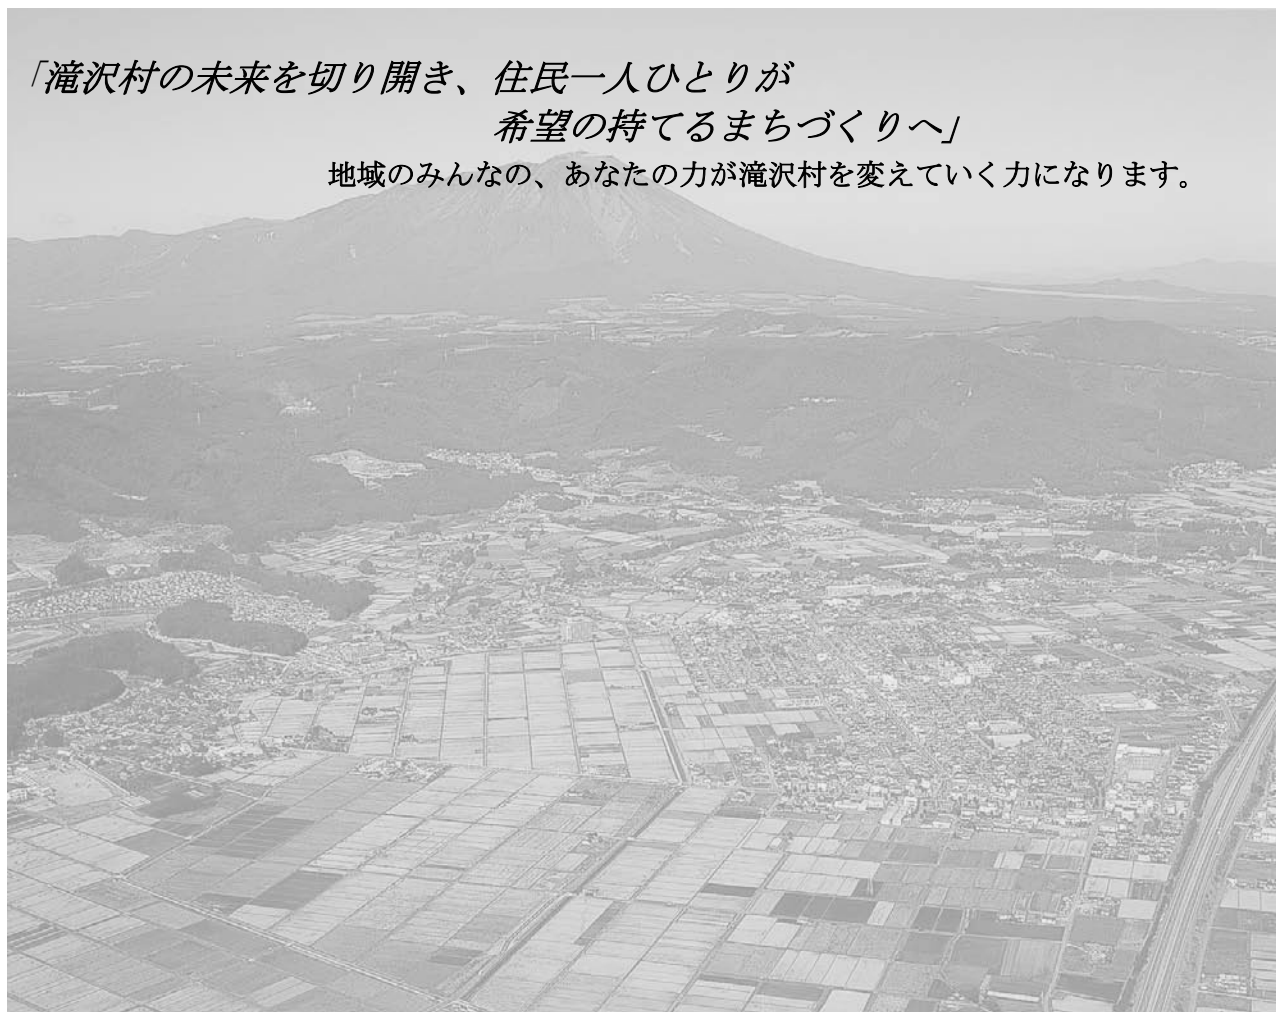 「滝沢村の未来を切り開き、住民一人ひとりが
希望の持てるまちづくりへ」
地域のみんなの、あなたの力が滝沢村を変えていく力になります。